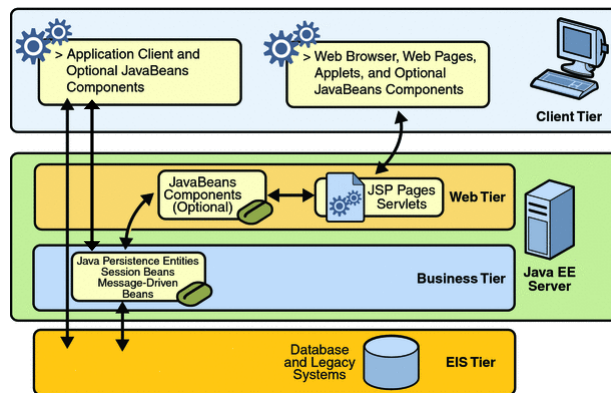 > Application Client and
Optional JavaBeans
Components
> Web Browser, Web Pages,
Applets, and Optional
JavaBeans Components
Client Tier
JavaBeans
Components
(Optional)
JSP Pages
Servlets
Web Tier
Java Persistence Entities
Session Beans
Message-Driven
Beans
Business Tier
Java EE
Server
Database
and Legacy
Systems
EIS Tier